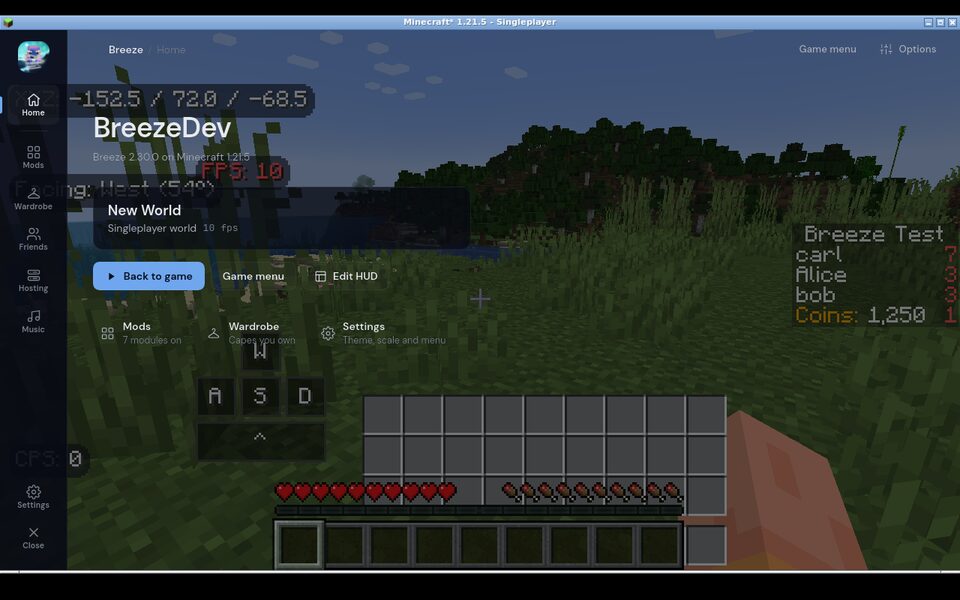 Minecraft* 1.21.5 - Singleplayer
Breeze / Home
Game menu
Options
-152.5 / 72.0 / -68.5
Home
BreezeDev
Breeze 2.30.0 on Minecraft 1.21.5
FPS: 10
Mods
Facing: West (54°)
Wardrobe
New World
Singleplayer world 10 fps
Friends
Breeze Test
carl 7
Alice 3
bob 3
Coins: 1,250 1
Back to game
Game menu
Edit HUD
Hosting
Music
Mods
7 modules on
Wardrobe
Capes you own
Settings
Theme, scale and menu
W
A S D
^
CPS: 0
Settings
Close